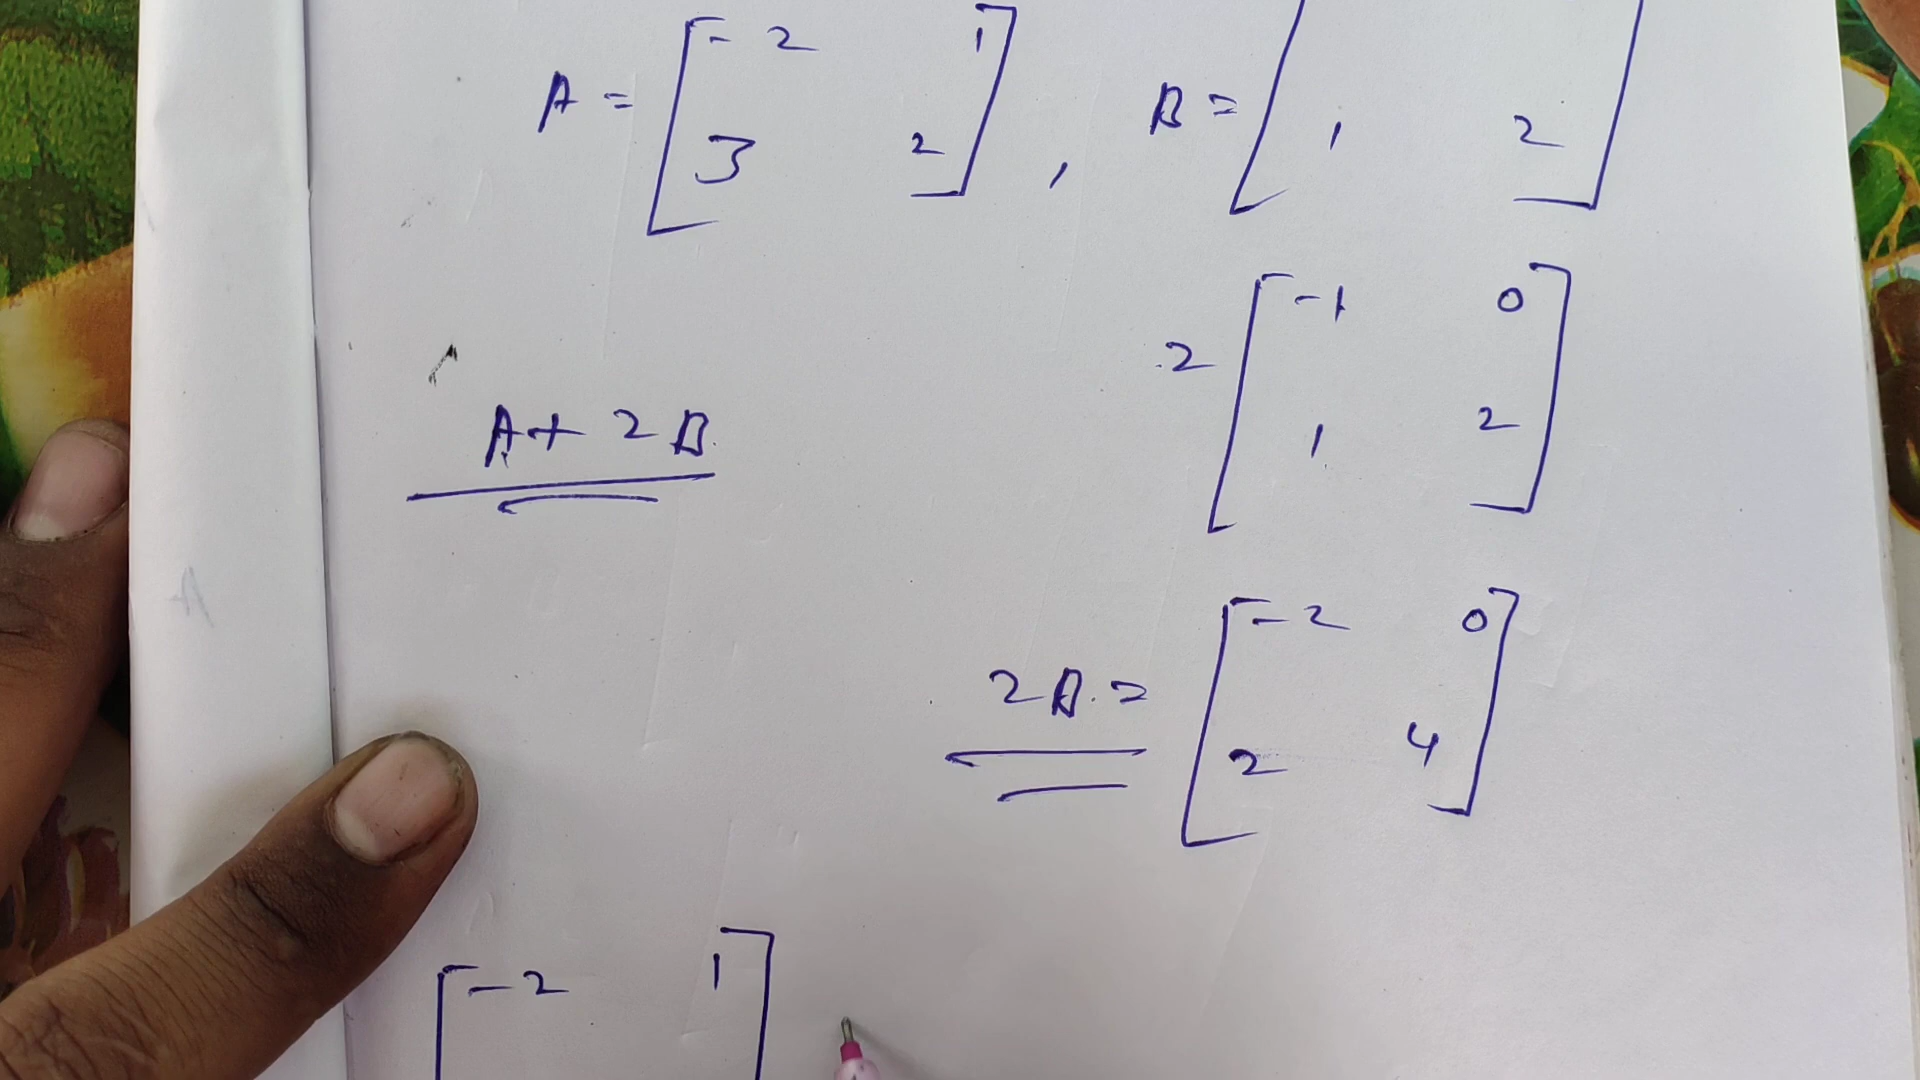 A = [ -2 1
3 2 ] , B = [ 1 2 ]
2 [ -1 0
1 2 ]
A + 2B
2B. = [ -2 0
2 4 ]
[ -2 1 ]